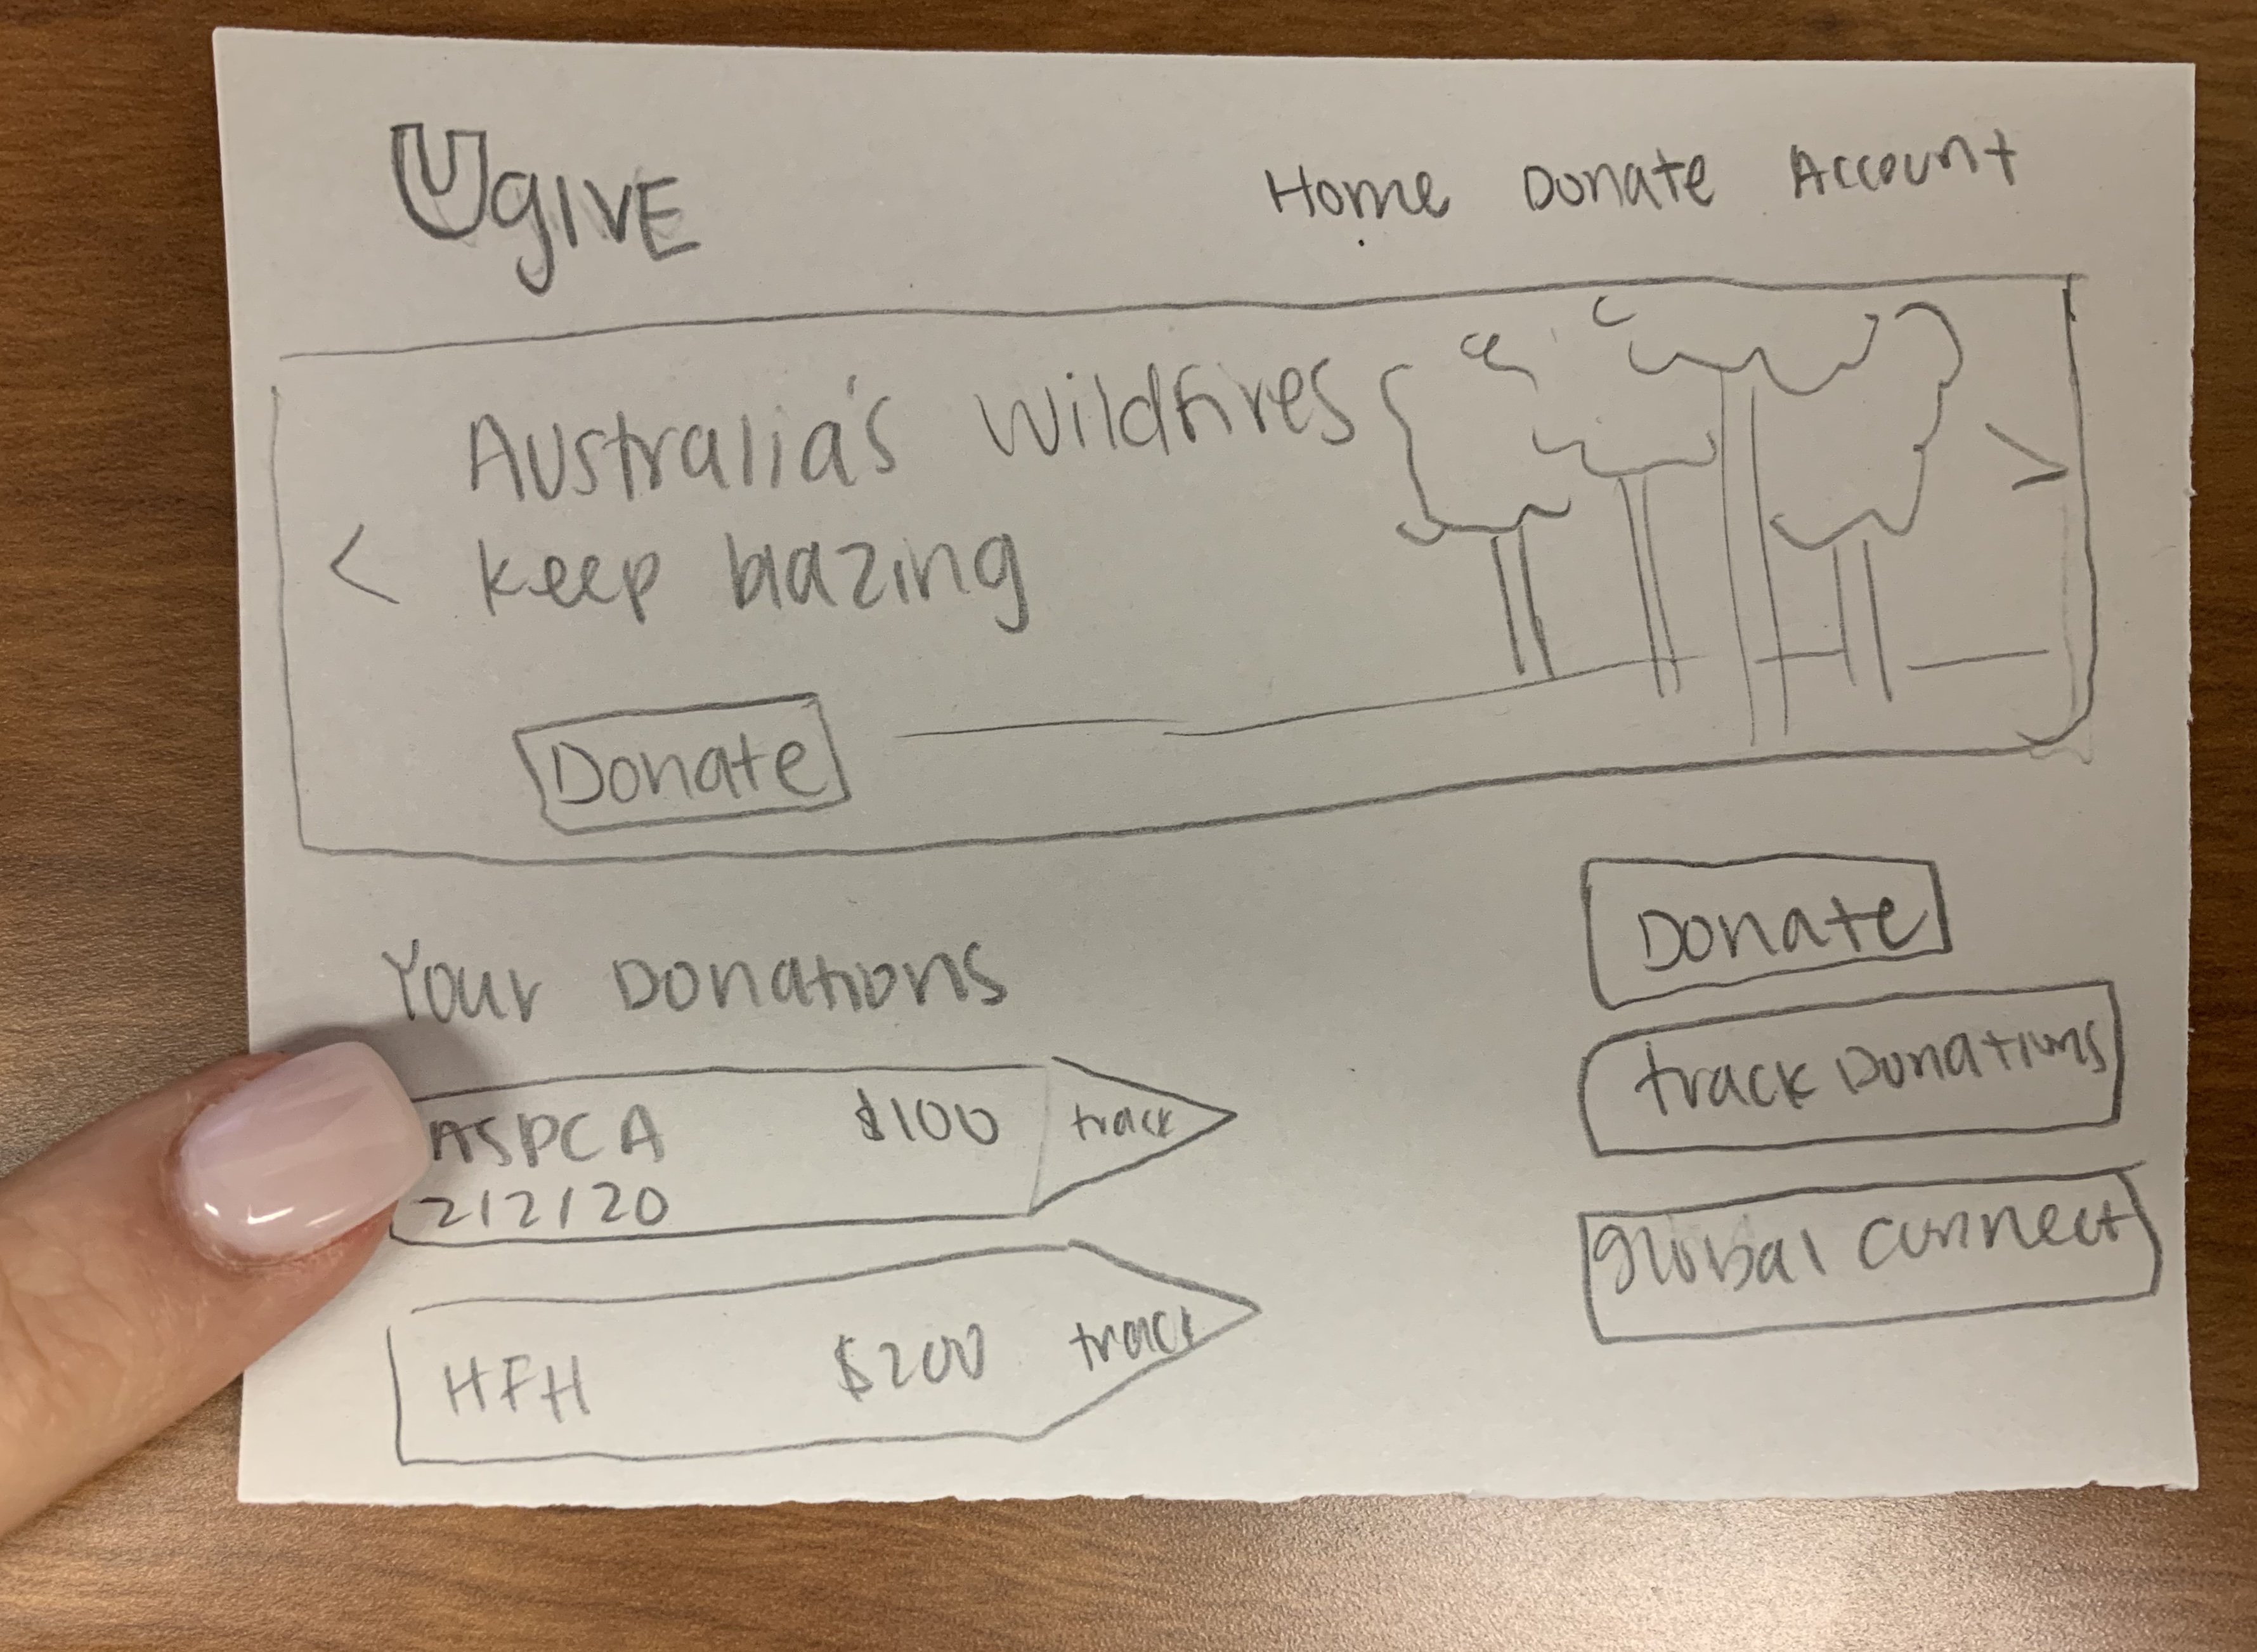 UgIVE
Home Donate Account
Australia's Wildfires
< keep blazing >
Donate
Your Donations
Donate
track Donations
global connect
ASPCA $100 track
2/2/20
HFH $200 track